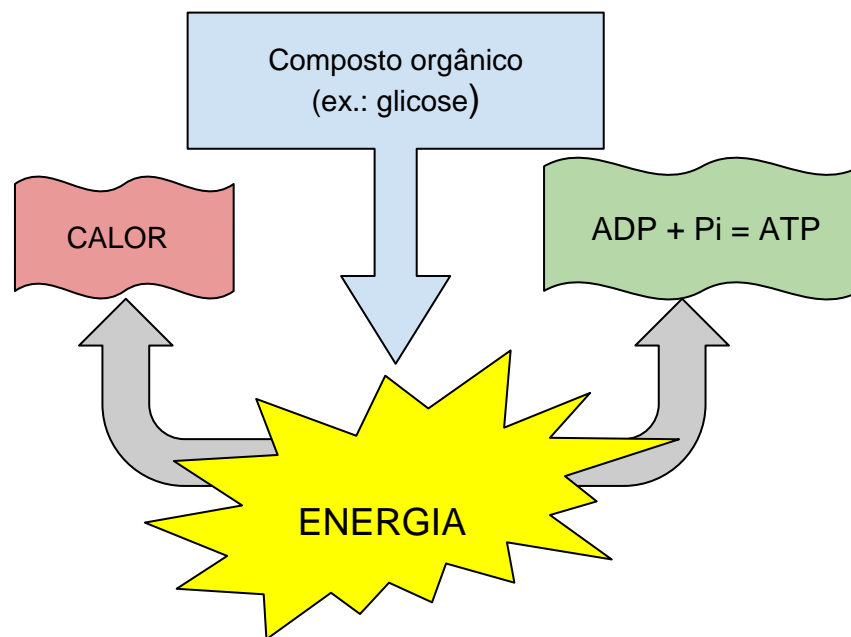 Composto orgânico
(ex.: glicose)
CALOR
ADP + Pi = ATP
ENERGIA